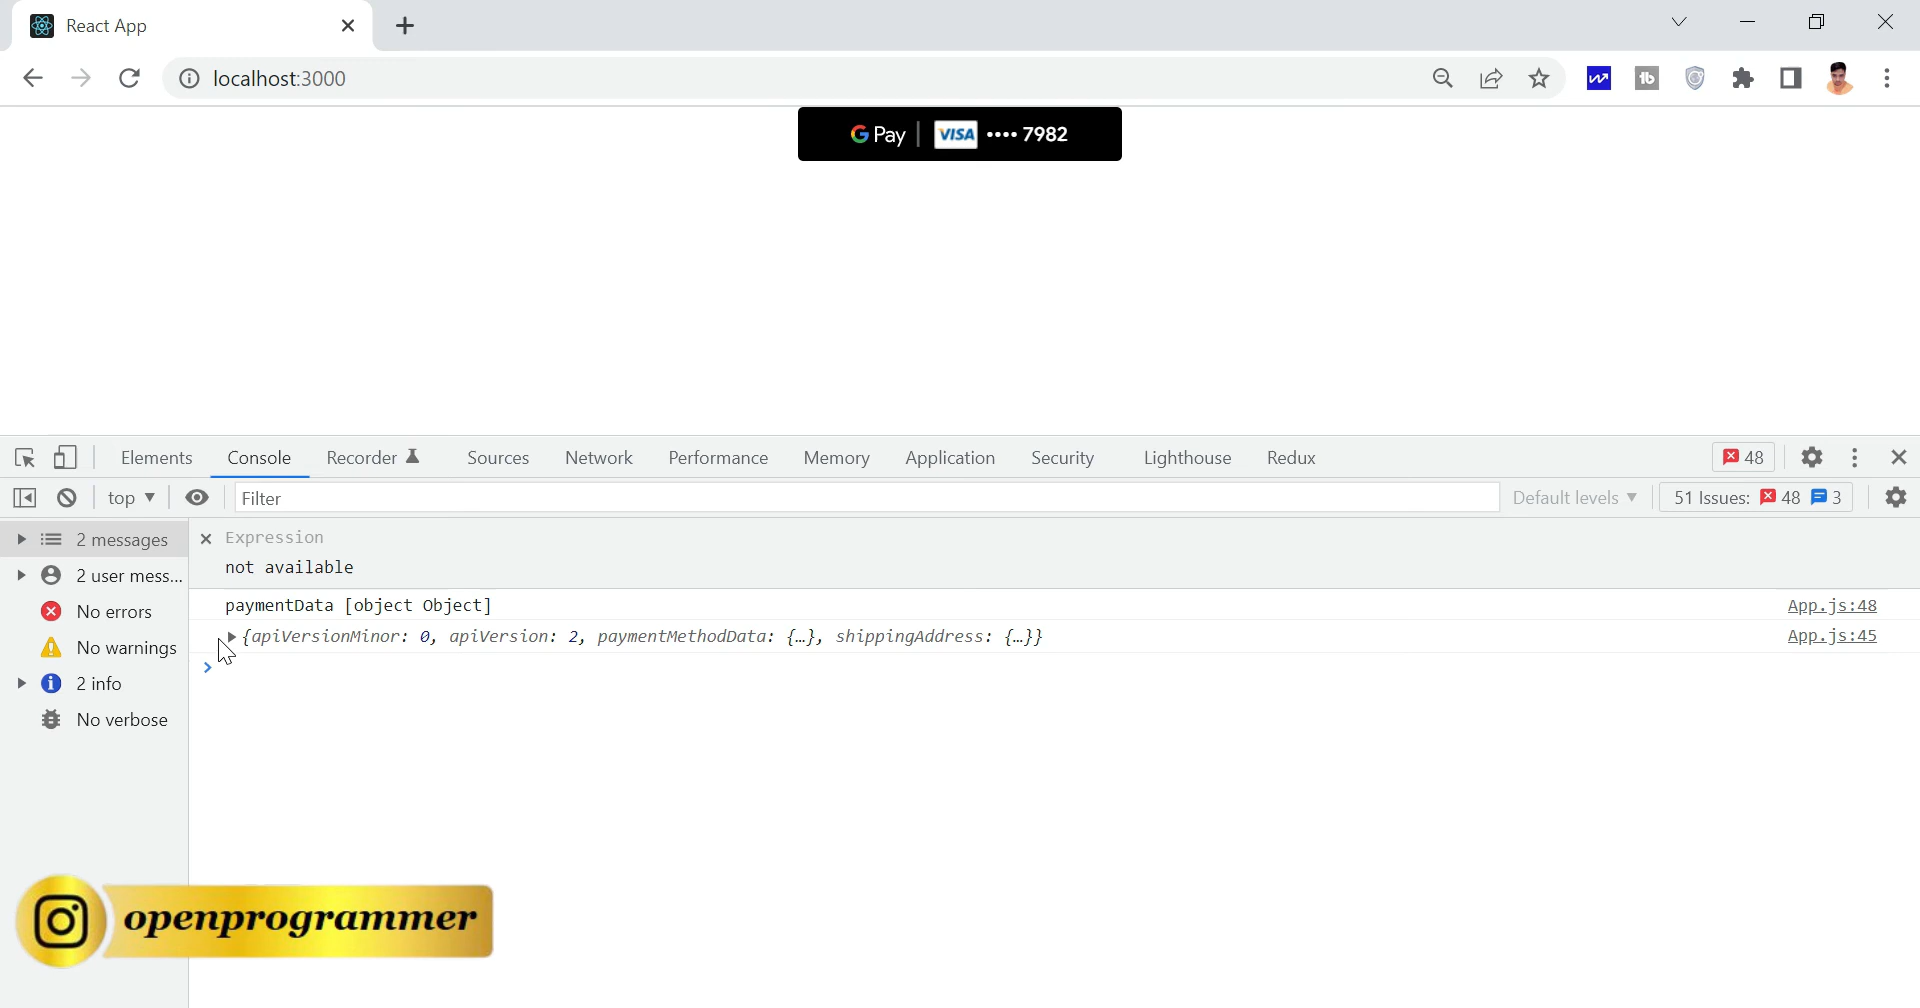 React App
localhost:3000
G Pay | VISA •••• 7982
Elements Console Recorder Sources Network Performance Memory Application Security Lighthouse Redux 48
top Filter Default levels 51 Issues: 48 3
2 messages
2 user mess...
No errors
No warnings
2 info
No verbose
Expression
not available
paymentData [object Object] App.js:48
{apiVersionMinor: 0, apiVersion: 2, paymentMethodData: {…}, shippingAddress: {…}} App.js:45
openprogrammer